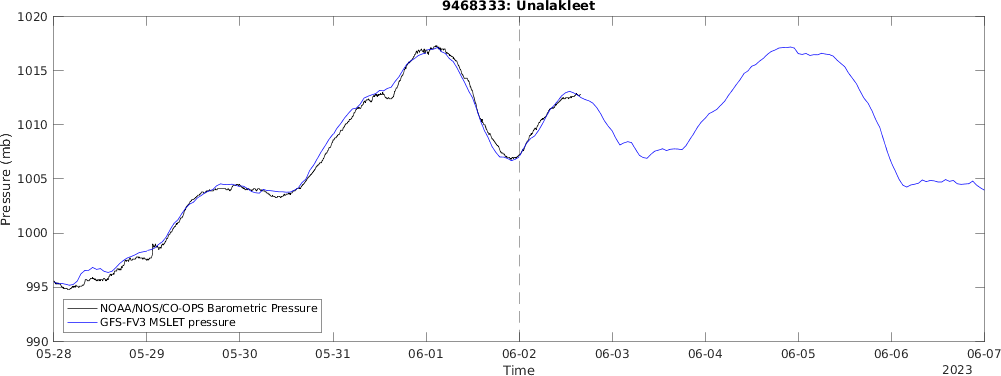 9468333: Unalakleet
1020
1015
1010
1005
1000
995
990
Pressure (mb)
NOAA/NOS/CO-OPS Barometric Pressure
GFS-FV3 MSLET pressure
05-28 05-29 05-30 05-31 06-01 06-02 06-03 06-04 06-05 06-06 06-07
Time
2023